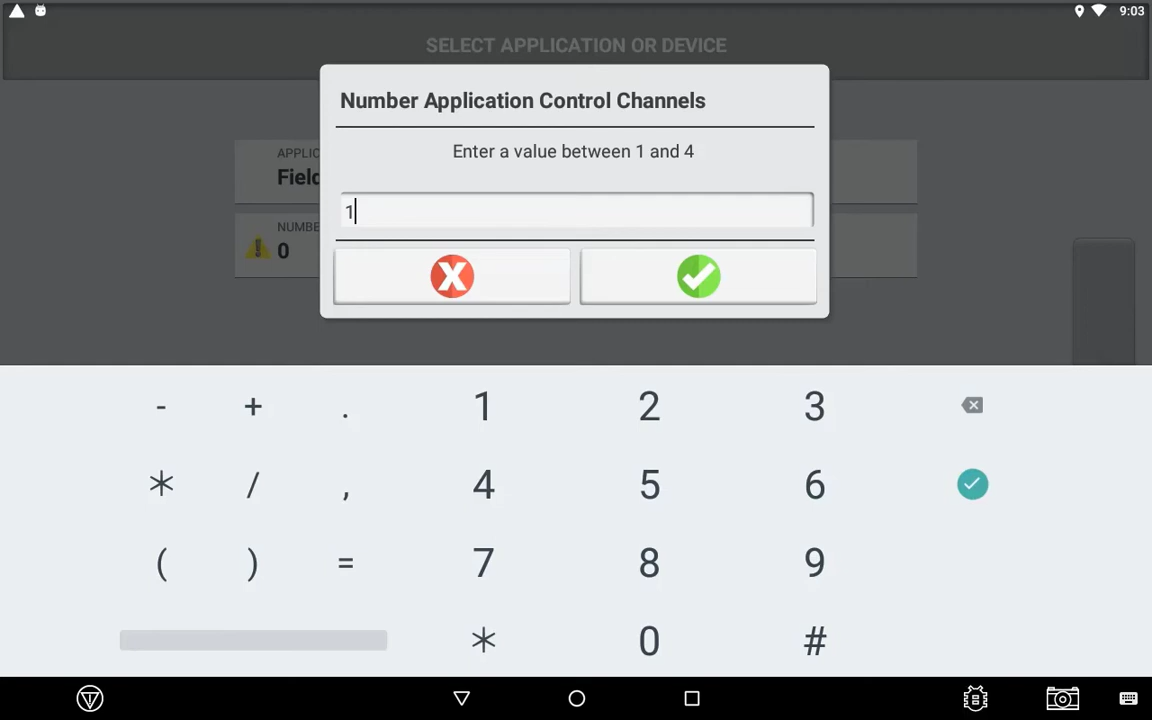 9:03
SELECT APPLICATION OR DEVICE
Number Application Control Channels
Enter a value between 1 and 4
APPLIC
Field
1
NUMBE
0
- + . 1 2 3
* / , 4 5 6
( ) = 7 8 9
* 0 #